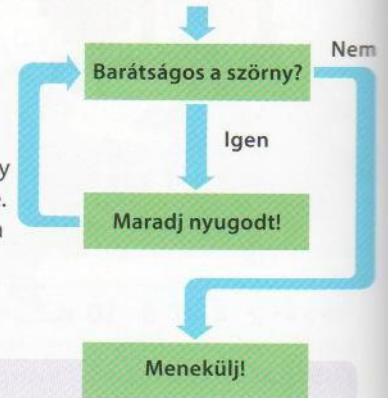 Nem
Barátságos a szörny?
Igen
y
.
Maradj nyugodt!
Menekülj!